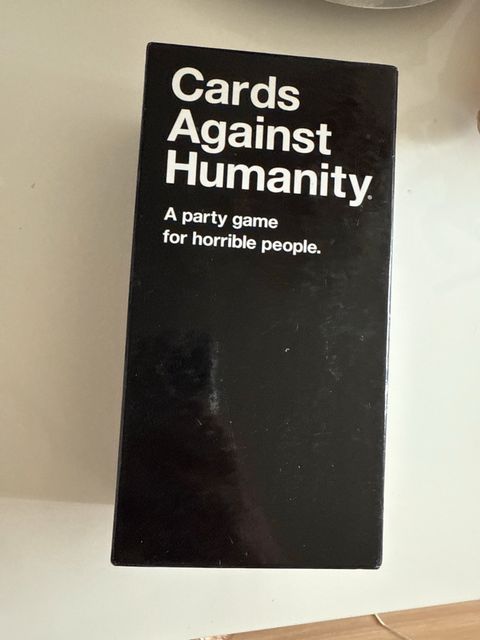 Cards
Against
Humanity®
A party game
for horrible people.